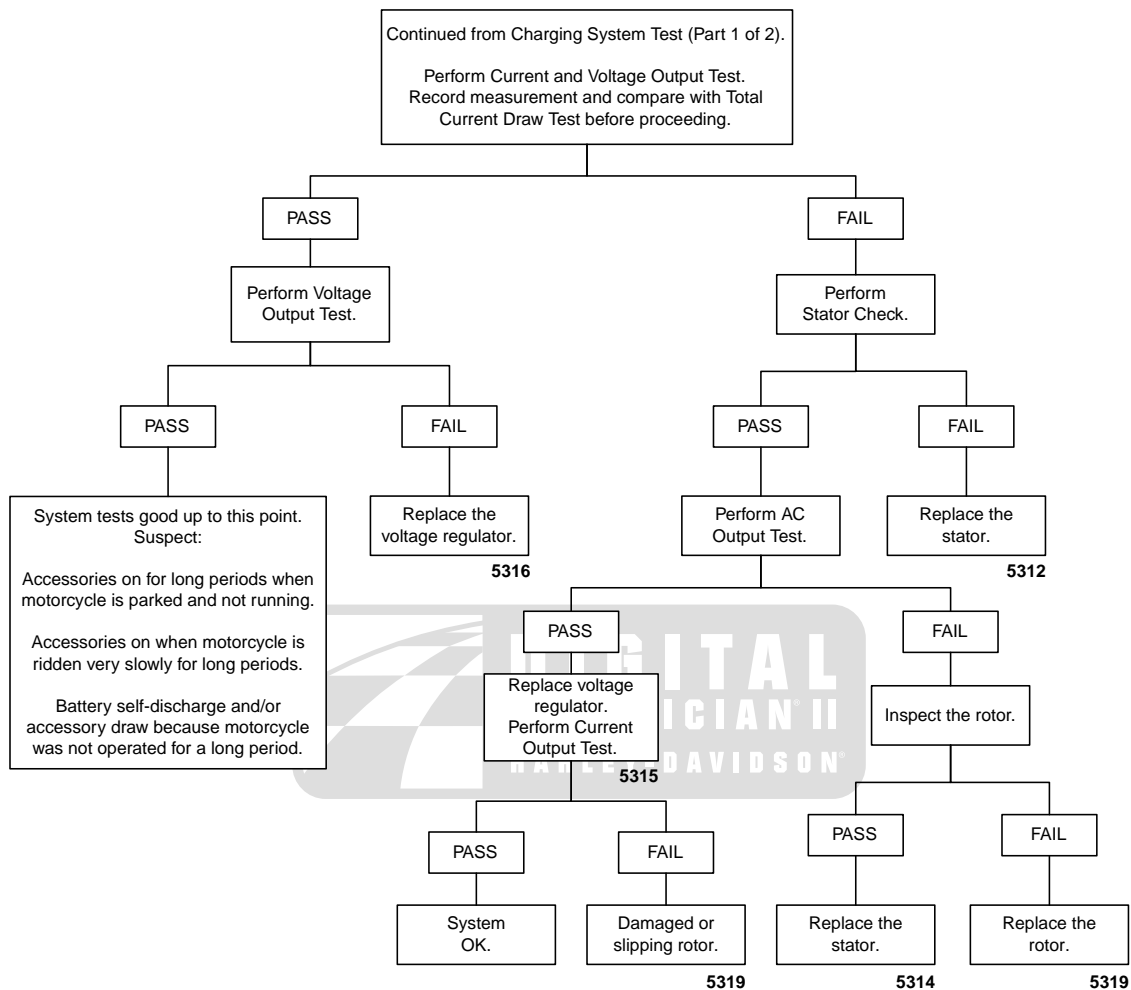 Continued from Charging System Test (Part 1 of 2).
Perform Current and Voltage Output Test.
Record measurement and compare with Total
Current Draw Test before proceeding.
PASS
FAIL
Perform Voltage
Output Test.
Perform
Stator Check.
PASS
FAIL
PASS
FAIL
System tests good up to this point.
Suspect:
Accessories on for long periods when
motorcycle is parked and not running.
Accessories on when motorcycle is
ridden very slowly for long periods.
Battery self-discharge and/or
accessory draw because motorcycle
was not operated for a long period.
Replace the
voltage regulator.
5316
Perform AC
Output Test.
Replace the
stator.
5312
PASS
FAIL
Replace voltage
regulator.
Perform Current
Output Test.
5315
Inspect the rotor.
DIGITAL
ICIAN® II
HARLEY-DAVIDSON®
PASS
FAIL
PASS
FAIL
System
OK.
Damaged or
slipping rotor.
5319
Replace the
stator.
5314
Replace the
rotor.
5319